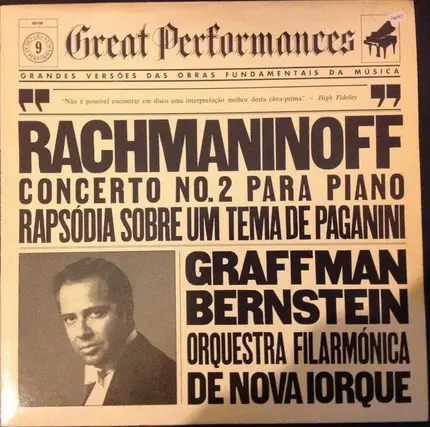 9
Great Performances
GRANDES VERSÕES DAS OBRAS FUNDAMENTAIS DA MÚSICA
"Não é possível encontrar em disco uma interpretação melhor desta obra-prima" – High Fidelity
RACHMANINOFF
CONCERTO NO.2 PARA PIANO
RAPSÓDIA SOBRE UM TEMA DE PAGANINI
GRAFFMAN
BERNSTEIN
ORQUESTRA FILARMÓNICA
DE NOVA IORQUE